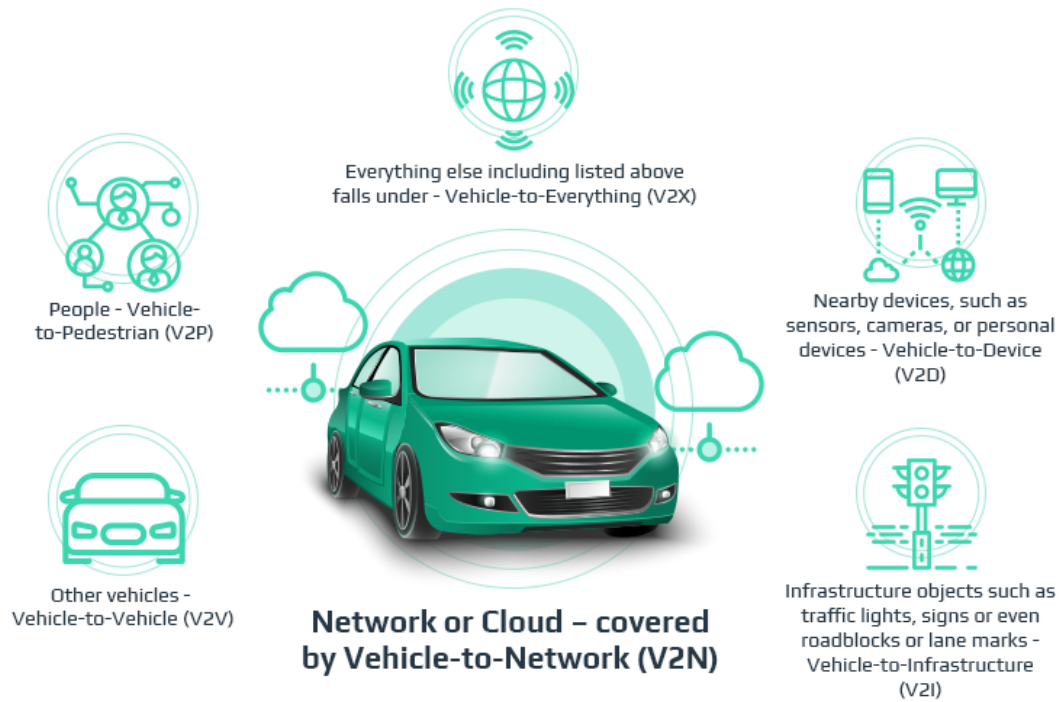 Everything else including listed above
falls under - Vehicle-to-Everything (V2X)
People - Vehicle-
to-Pedestrian (V2P)
Nearby devices, such as
sensors, cameras, or personal
devices - Vehicle-to-Device
(V2D)
Other vehicles -
Vehicle-to-Vehicle (V2V)
Infrastructure objects such as
traffic lights, signs or even
roadblocks or lane marks -
Vehicle-to-Infrastructure
(V2I)
Network or Cloud – covered
by Vehicle-to-Network (V2N)